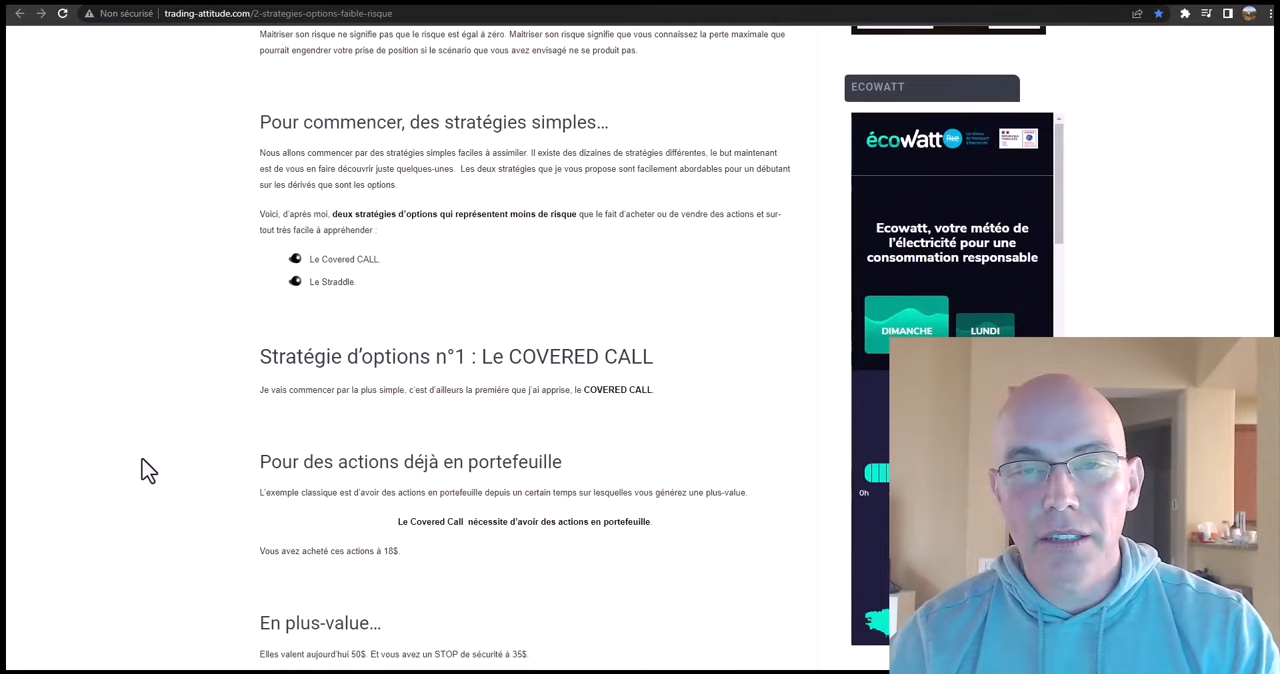 Non sécurisé
trading-attitude.com/2-strategies-options-faible-risque
Maitriser son risque ne signifie pas que le risque est égal à zéro. Maîtriser son risque signifie que vous connaissez la perte maximale que
pourrait engendrer votre prise de position si le scénario que vous avez envisagé ne se produit pas.
Pour commencer, des stratégies simples…
Nous allons commencer par des stratégies simples faciles à assimiler. Il existe des dizaines de stratégies différentes, le but maintenant
est de vous en faire découvrir juste quelques-unes. Les deux stratégies que je vous propose sont facilement abordables pour un débutant
sur les dérivés que sont les options.
Voici, d'après moi, deux stratégies d'options qui représentent moins de risque que le fait d'acheter ou de vendre des actions et sur-
tout très facile à appréhender :
Le Covered CALL.
Le Straddle.
Stratégie d'options n°1 : Le COVERED CALL
Je vais commencer par la plus simple, c'est d'ailleurs la première que j'ai apprise, le COVERED CALL.
Pour des actions déjà en portefeuille
L'exemple classique est d'avoir des actions en portefeuille depuis un certain temps sur lesquelles vous générez une plus-value.
Le Covered Call nécessite d'avoir des actions en portefeuille
Vous avez acheté ces actions à 18$.
En plus-value…
Elles valent aujourd'hui 50$. Et vous avez un STOP de sécurité à 35$.
ECOWATT
écowatt
Rte
Ecowatt, votre météo de
l'électricité pour une
consommation responsable
DIMANCHE
LUNDI
0h